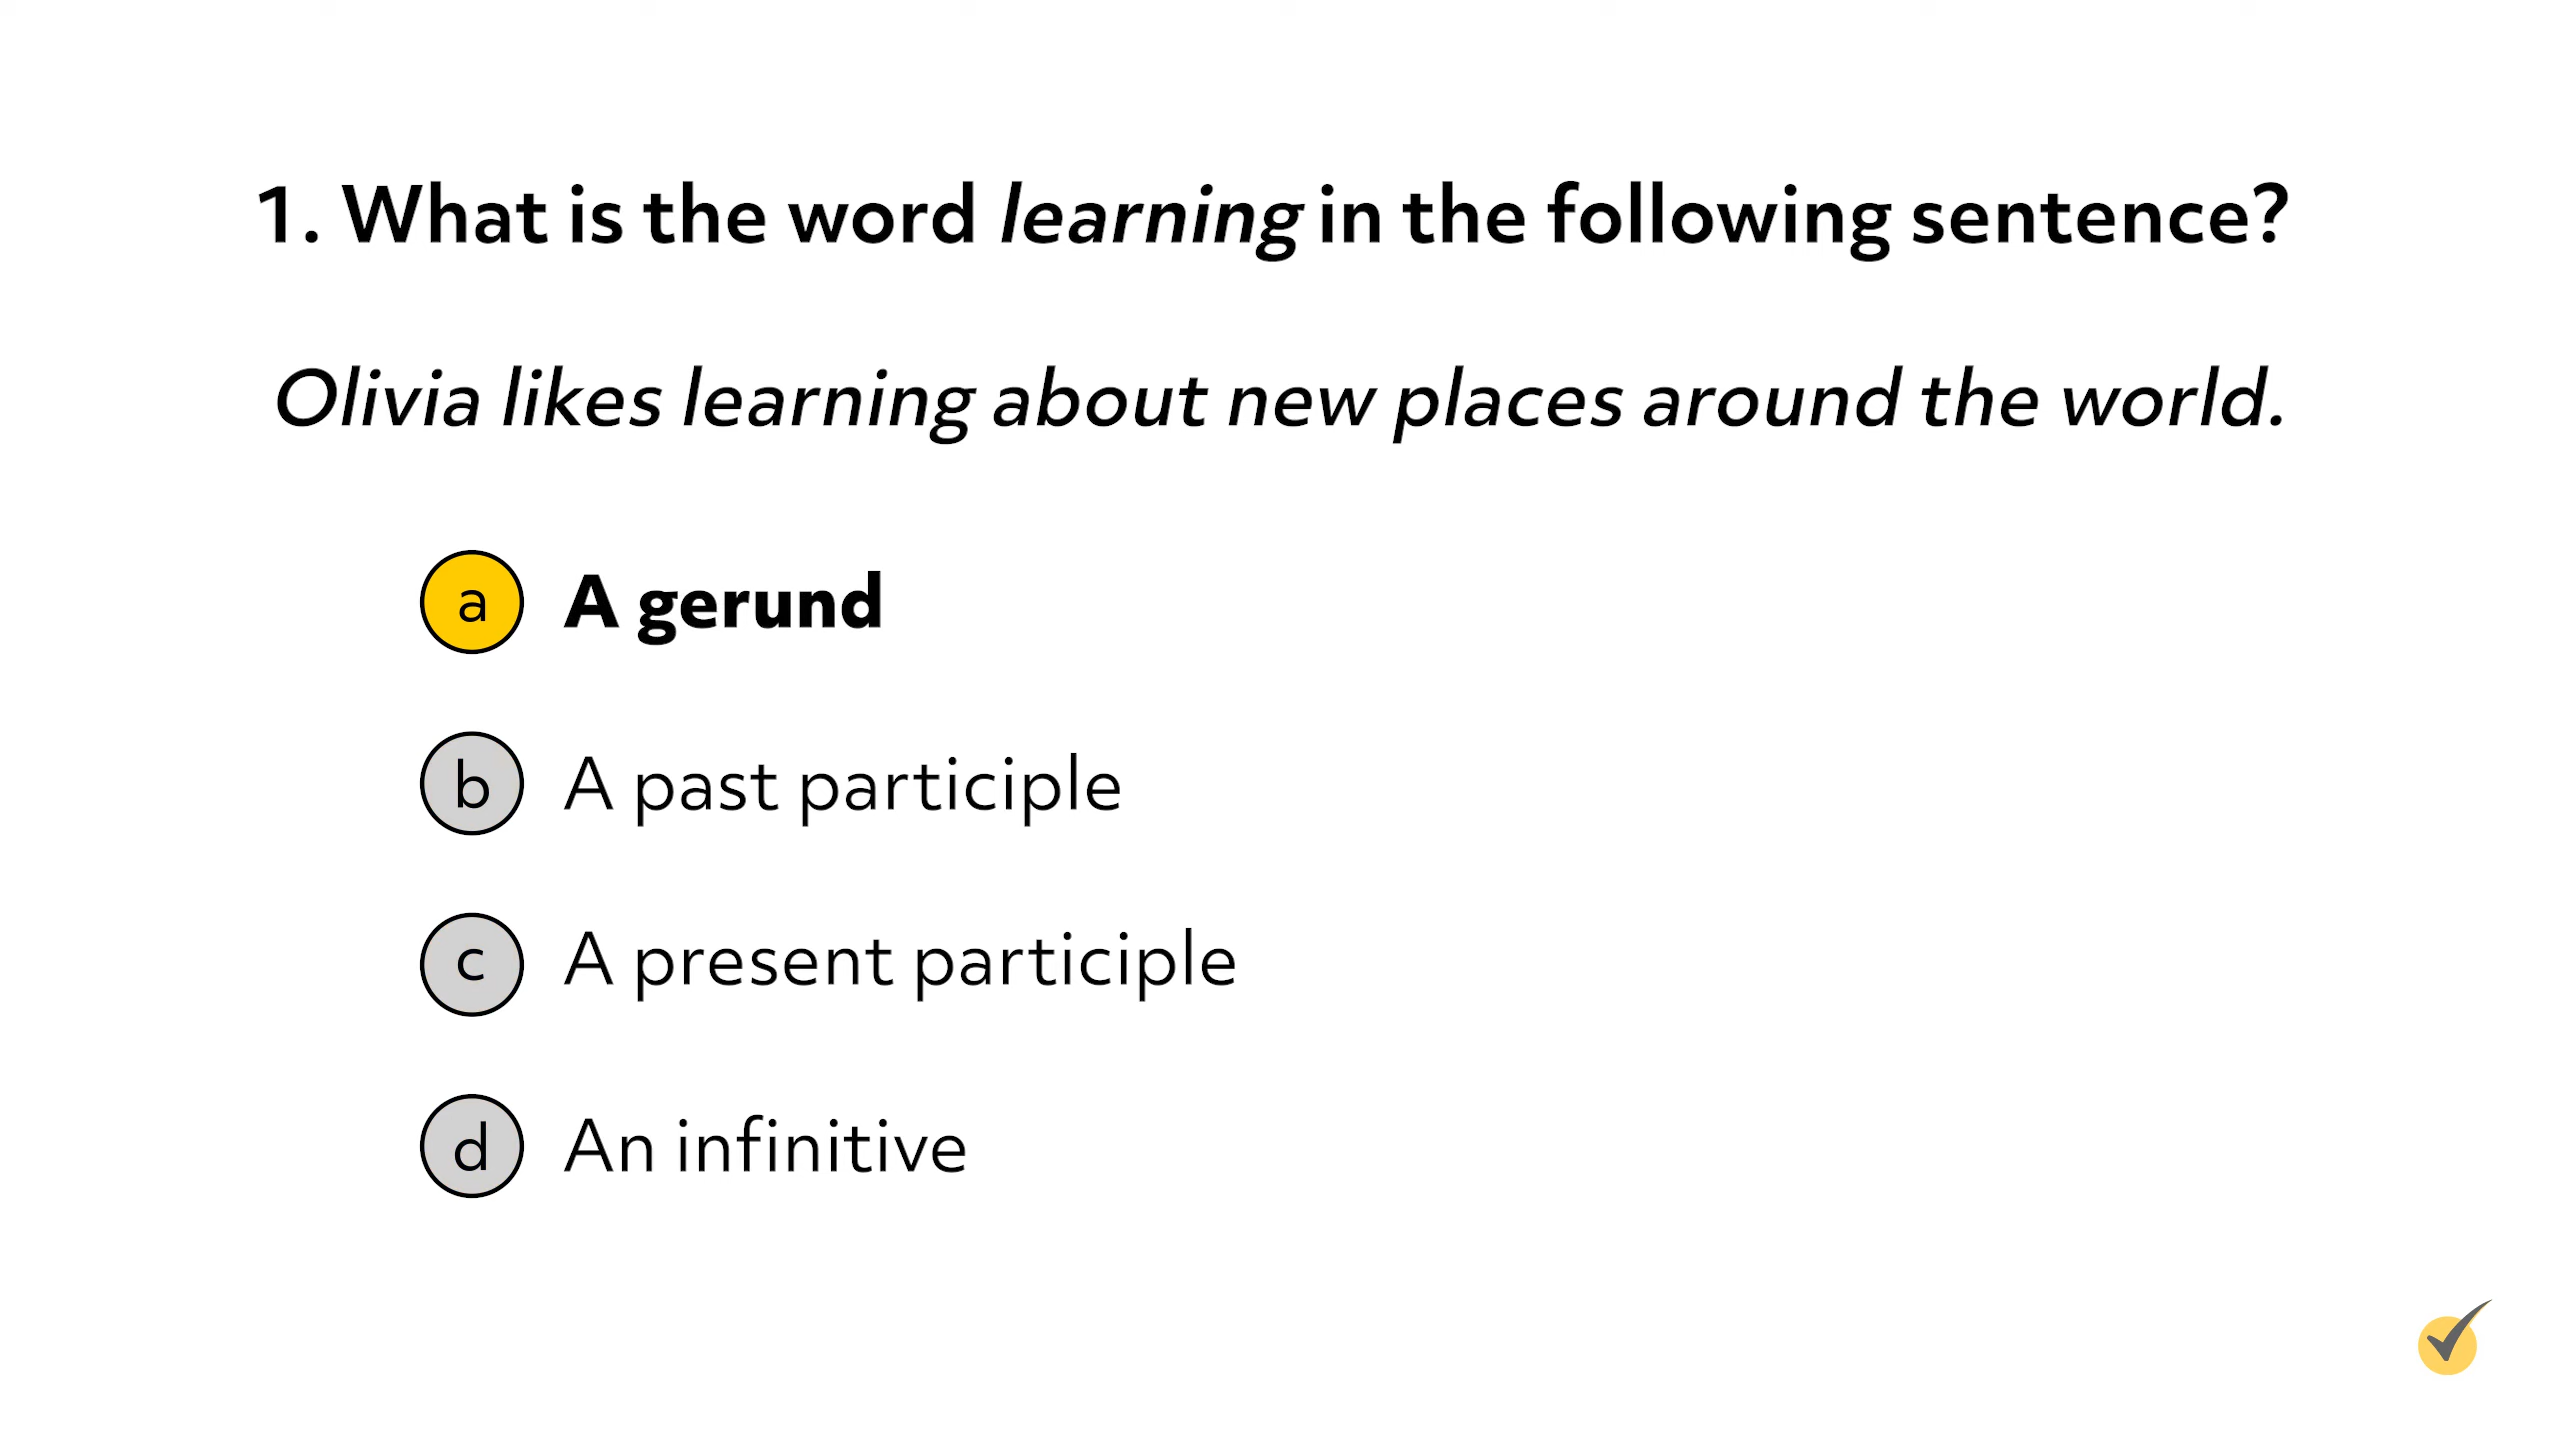 1. What is the word learning in the following sentence?
Olivia likes learning about new places around the world.
a A gerund
b A past participle
c A present participle
d An infinitive